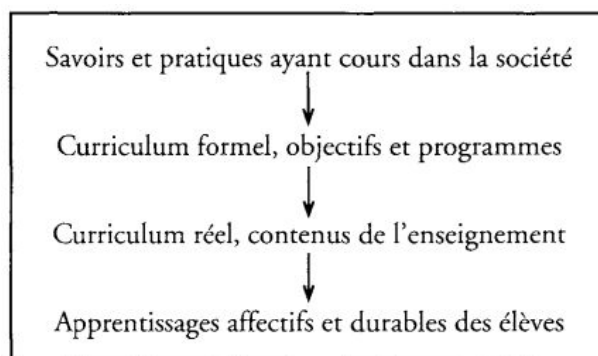 Savoirs et pratiques ayant cours dans la société
Curriculum formel, objectifs et programmes
Curriculum réel, contenus de l'enseignement
Apprentissages affectifs et durables des élèves